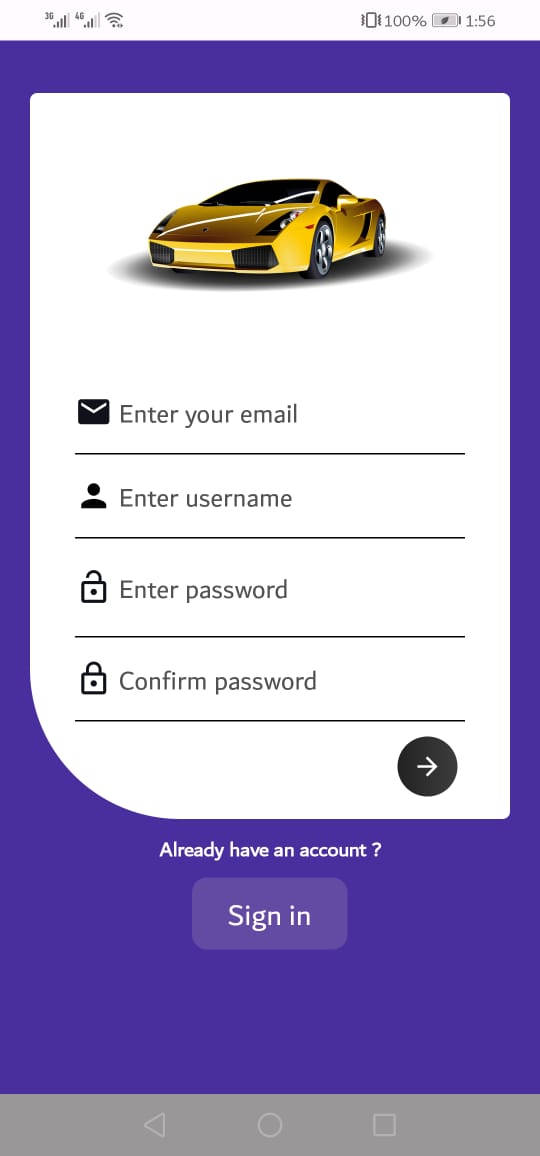 3G 4G 100% 1:56
Enter your email
Enter username
Enter password
Confirm password
Already have an account ?
Sign in